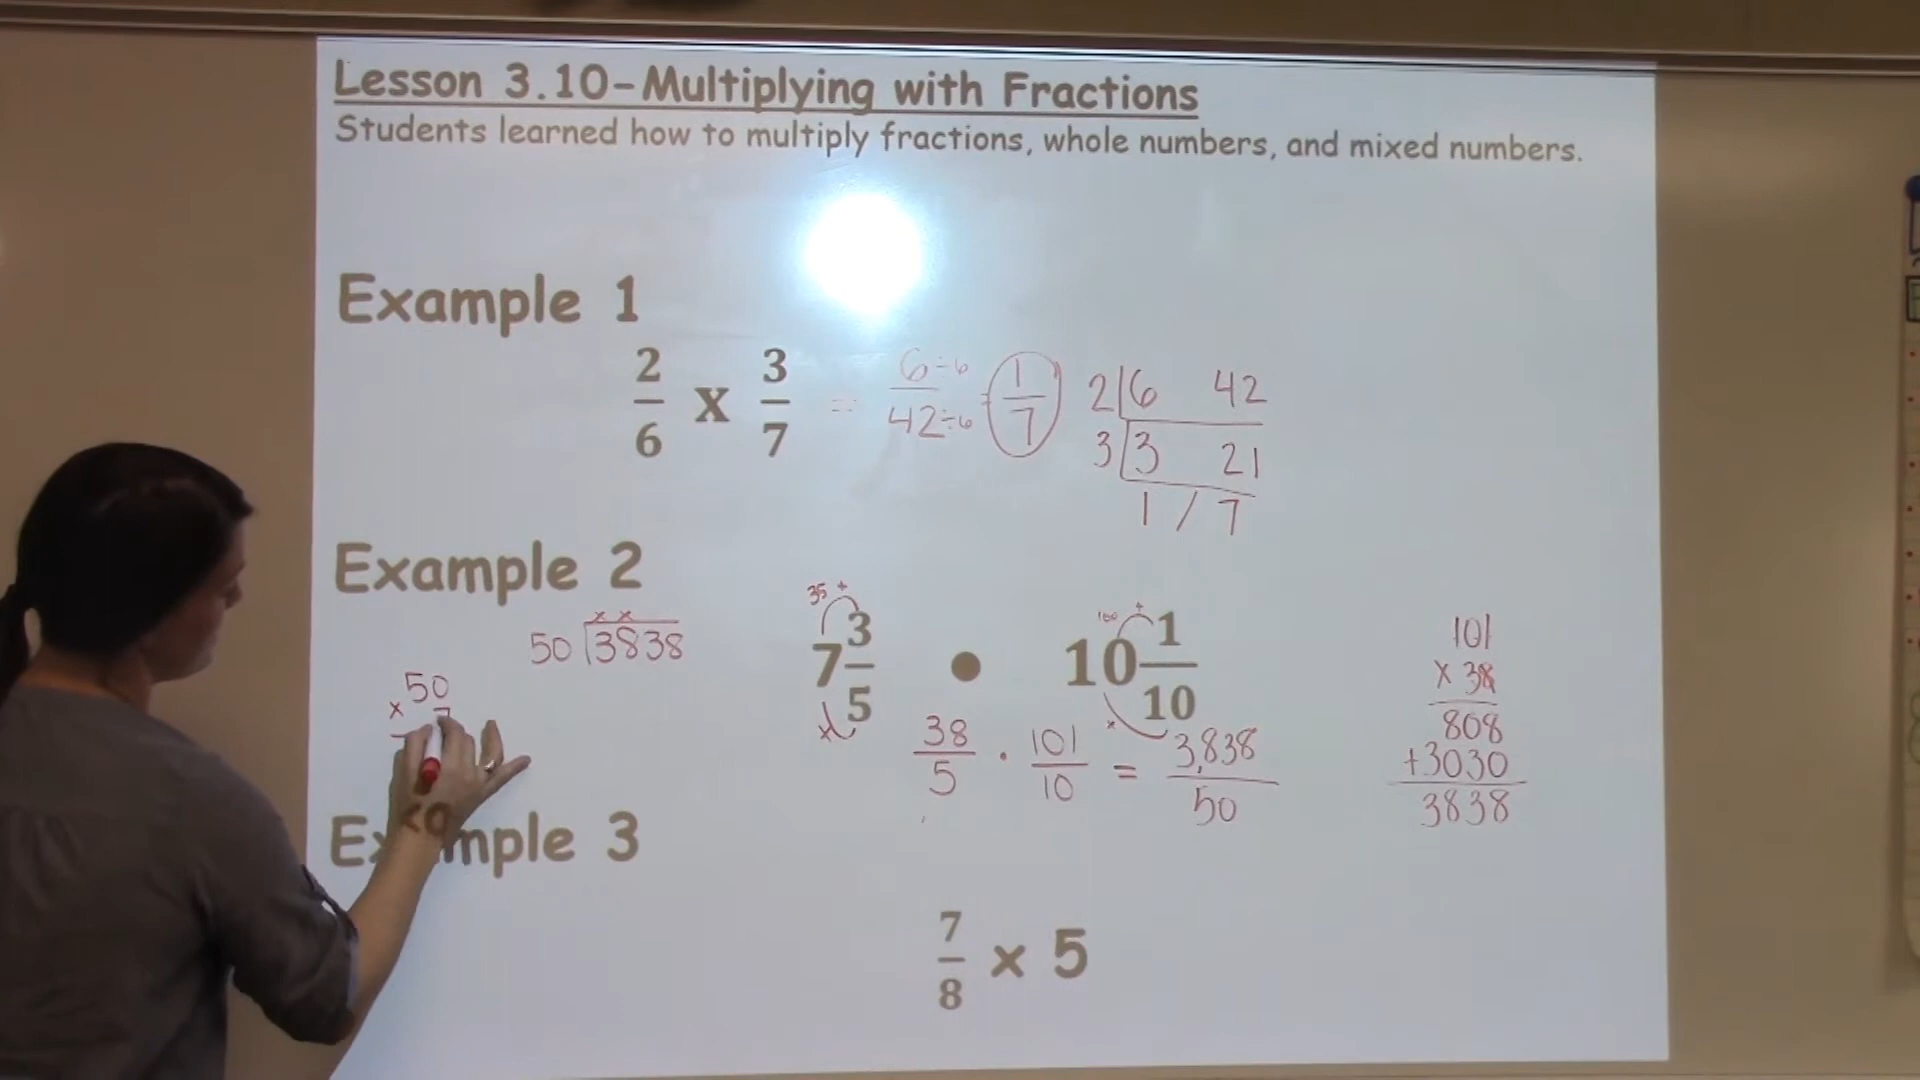 Lesson 3.10-Multiplying with Fractions
Students learned how to multiply fractions, whole numbers, and mixed numbers.
Example 1
2/6 x 3/7 = 6÷6/42÷6 = 1/7
2 6 42
3 3 21
1 / 7
Example 2
x x
50 3838
50
x 7
35 +
7 3/5 • 10 1/10
100 +
x
x
38/5 · 101/10 = 3,838/50
101
x 38
808
+3030
3838
Example 3
7/8 x 5